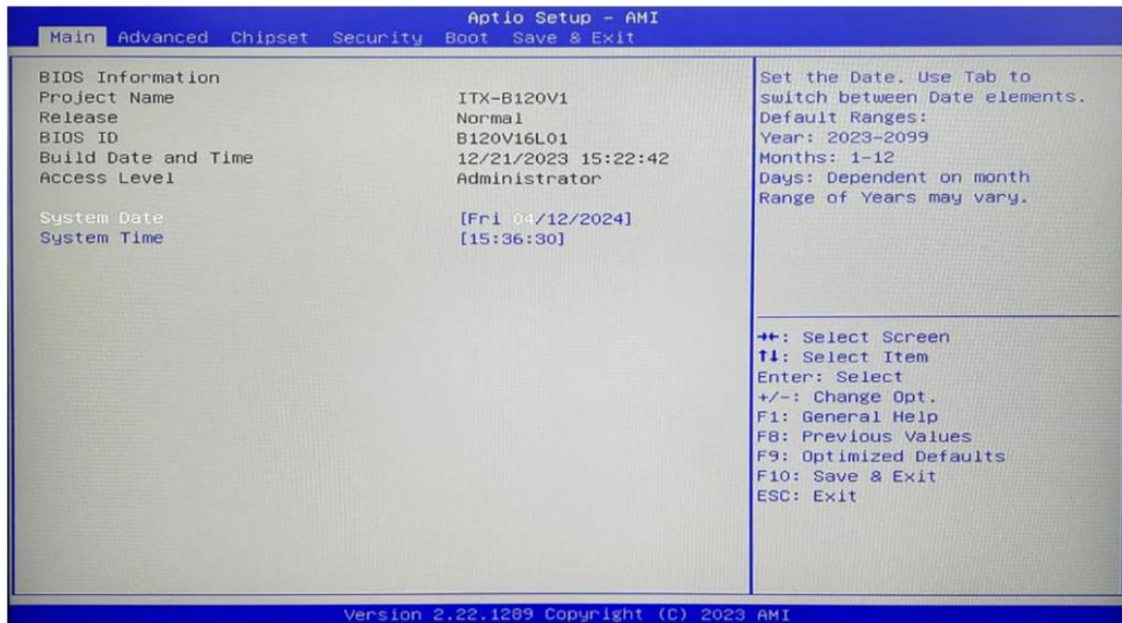 Aptio Setup – AMI
Main Advanced Chipset Security Boot Save & Exit
BIOS Information
Project Name ITX-B120V1
Release Normal
BIOS ID B120V16L01
Build Date and Time 12/21/2023 15:22:42
Access Level Administrator
System Date [Fri 04/12/2024]
System Time [15:36:30]
Set the Date. Use Tab to
switch between Date elements.
Default Ranges:
Year: 2023-2099
Months: 1-12
Days: Dependent on month
Range of Years may vary.
→←: Select Screen
↑↓: Select Item
Enter: Select
+/-: Change Opt.
F1: General Help
F8: Previous Values
F9: Optimized Defaults
F10: Save & Exit
ESC: Exit
Version 2.22.1289 Copyright (C) 2023 AMI